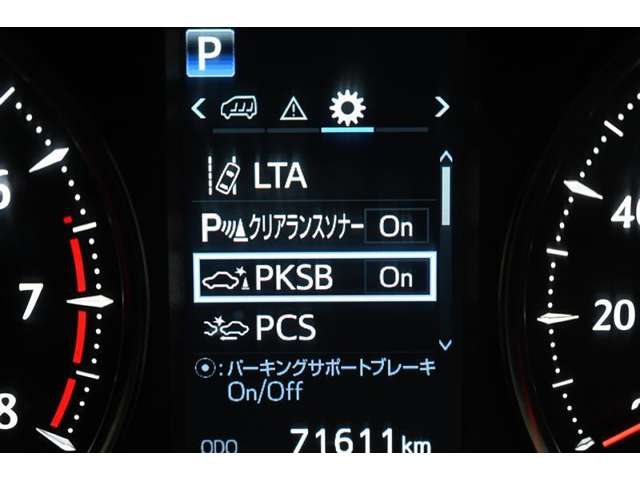 P
LTA
P クリアランスソナー On
PKSB On
PCS
:パーキングサポートブレーキ
On/Off
ODO 71611km
6
7
8
40
20